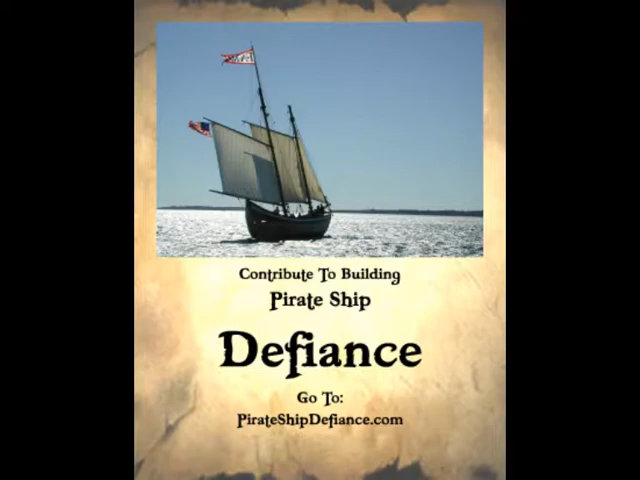 Contribute To Building
Pirate Ship
Defiance
Go To:
PirateShipDefiance.com